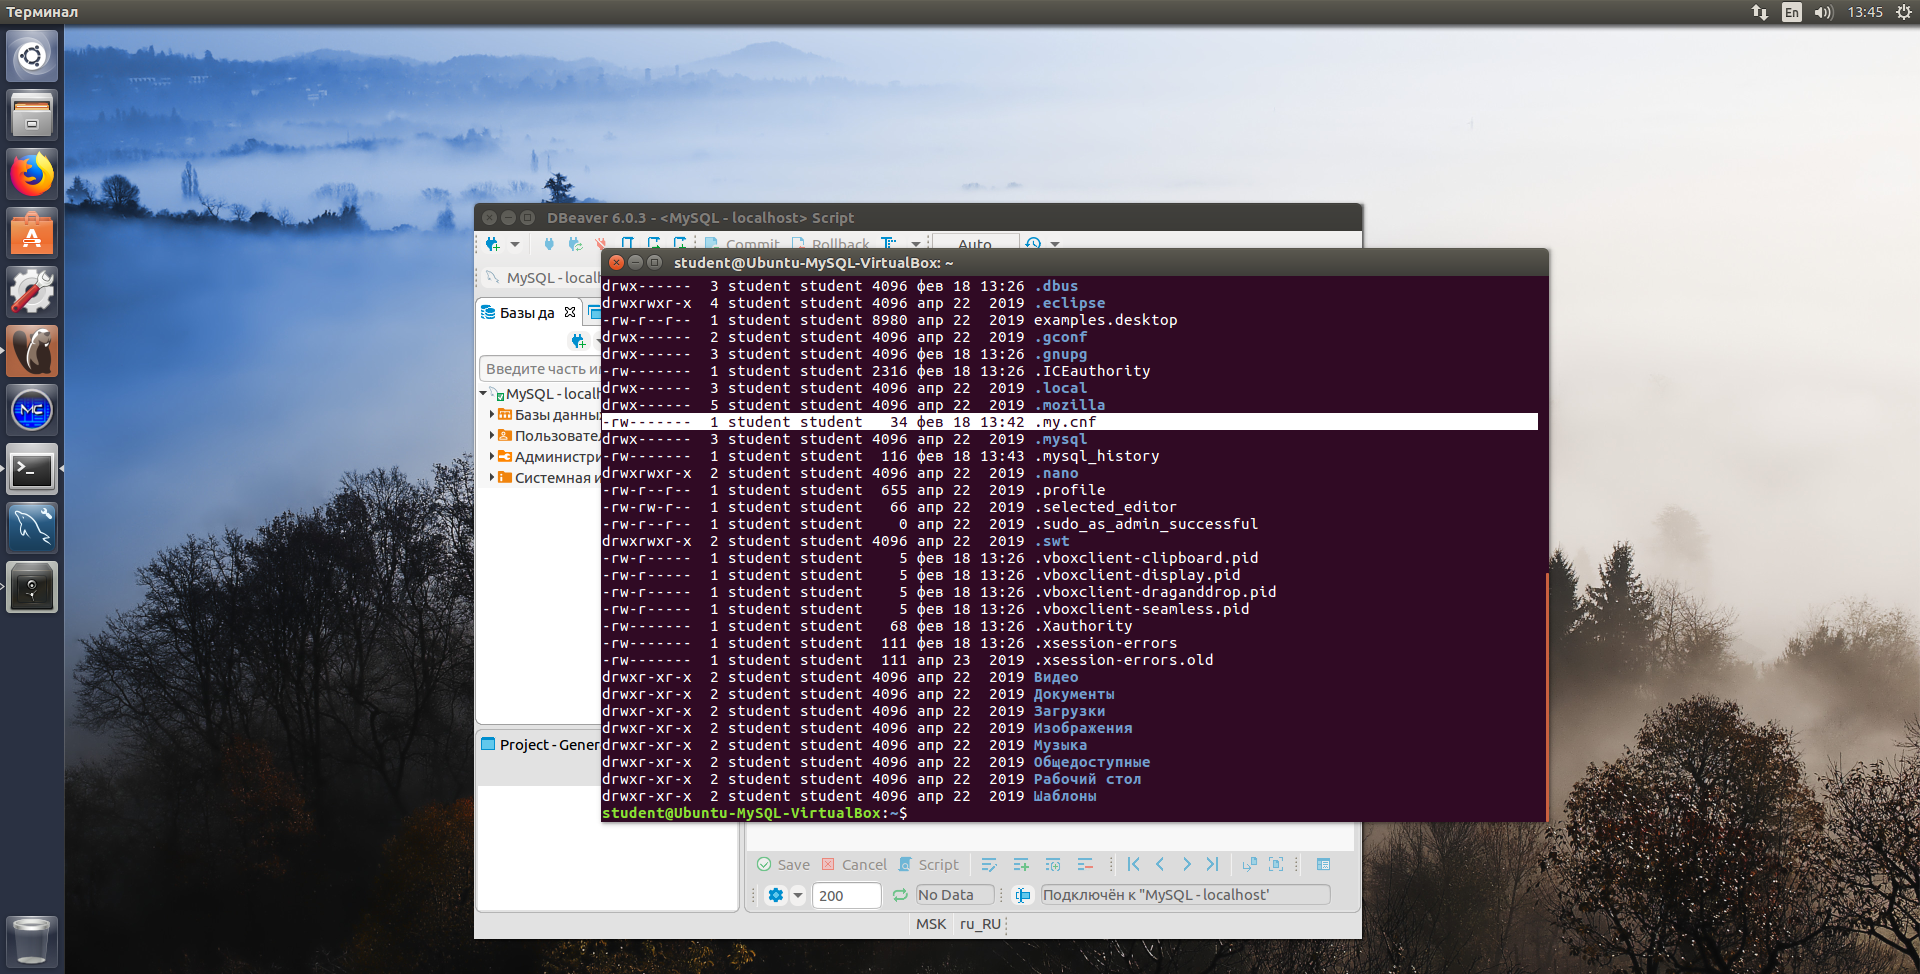 Терминал
En
13:45
DBeaver 6.0.3 - <MySQL - localhost> Script
Commit
Rollback
Auto
MySQL - localh
student@Ubuntu-MySQL-VirtualBox: ~
Базы да
Введите часть и
MySQL - localh
Базы данны
Пользовате
Администри
Системная и
Project - Gener
drwx------  3 student student 4096 фев 18 13:26 .dbus
drwxrwxr-x  4 student student 4096 апр 22  2019 .eclipse
-rw-r--r--  1 student student 8980 апр 22  2019 examples.desktop
drwx------  2 student student 4096 апр 22  2019 .gconf
drwx------  3 student student 4096 фев 18 13:26 .gnupg
-rw-------  1 student student 2316 фев 18 13:26 .ICEauthority
drwx------  3 student student 4096 апр 22  2019 .local
drwx------  5 student student 4096 апр 22  2019 .mozilla
-rw-------  1 student student   34 фев 18 13:42 .my.cnf
drwx------  3 student student 4096 апр 22  2019 .mysql
-rw-------  1 student student  116 фев 18 13:43 .mysql_history
drwxrwxr-x  2 student student 4096 апр 22  2019 .nano
-rw-r--r--  1 student student  655 апр 22  2019 .profile
-rw-rw-r--  1 student student   66 апр 22  2019 .selected_editor
-rw-r--r--  1 student student    0 апр 22  2019 .sudo_as_admin_successful
drwxrwxr-x  2 student student 4096 апр 22  2019 .swt
-rw-r-----  1 student student    5 фев 18 13:26 .vboxclient-clipboard.pid
-rw-r-----  1 student student    5 фев 18 13:26 .vboxclient-display.pid
-rw-r-----  1 student student    5 фев 18 13:26 .vboxclient-draganddrop.pid
-rw-r-----  1 student student    5 фев 18 13:26 .vboxclient-seamless.pid
-rw-------  1 student student   68 фев 18 13:26 .Xauthority
-rw-------  1 student student  111 фев 18 13:26 .xsession-errors
-rw-------  1 student student  111 апр 23  2019 .xsession-errors.old
drwxr-xr-x  2 student student 4096 апр 22  2019 Видео
drwxr-xr-x  2 student student 4096 апр 22  2019 Документы
drwxr-xr-x  2 student student 4096 апр 22  2019 Загрузки
drwxr-xr-x  2 student student 4096 апр 22  2019 Изображения
drwxr-xr-x  2 student student 4096 апр 22  2019 Музыка
drwxr-xr-x  2 student student 4096 апр 22  2019 Общедоступные
drwxr-xr-x  2 student student 4096 апр 22  2019 Рабочий стол
drwxr-xr-x  2 student student 4096 апр 22  2019 Шаблоны
student@Ubuntu-MySQL-VirtualBox:~$
Save
Cancel
Script
200
No Data
Подключён к "MySQL - localhost'
MSK
ru_RU
MC